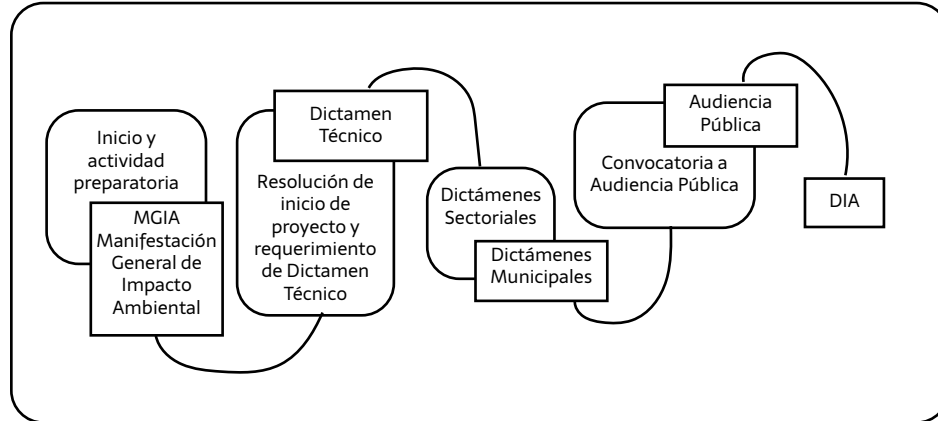 Inicio y
actividad
preparatoria
MGIA
Manifestación
General de
Impacto
Ambiental
Dictamen
Técnico
Resolución de
inicio de
proyecto y
requerimiento
de Dictamen
Técnico
Dictámenes
Sectoriales
Dictámenes
Municipales
Audiencia
Pública
Convocatoria a
Audiencia Pública
DIA